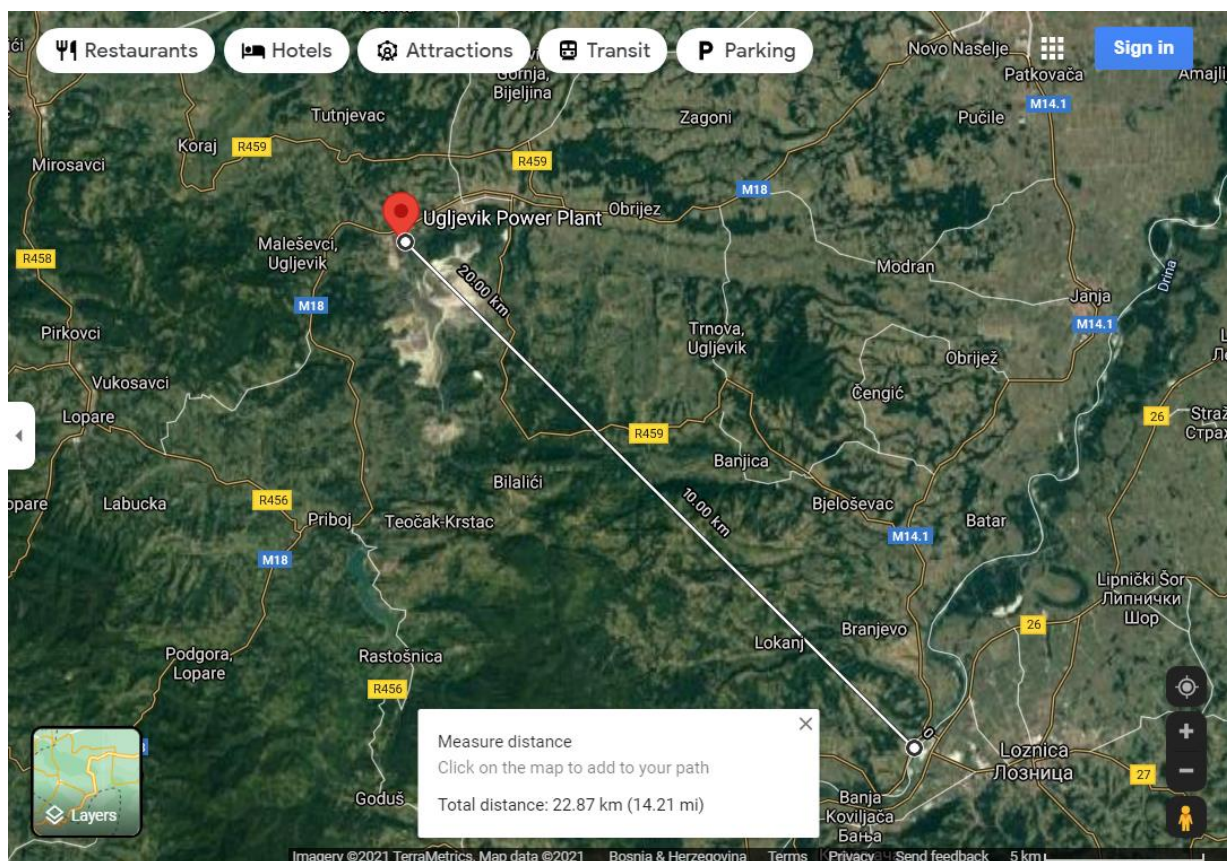 Restaurants
Hotels
Attractions
Transit
Parking
Sign in
Gornja,
Bijeljina
Novo Naselje
Patkovača
Amajli
M14.1
Pučile
Tutnjevac
Zagoni
Koraj
R459
Mirosavci
R459
M18
Ugljevik Power Plant
Obrijez
Maleševci,
Ugljevik
R458
Modran
Drina
M18
20.00 km
Janja
M14.1
Pirkovci
Trnova,
Ugljevik
Obrijež
Vukosavci
Čengić
Lopare
26
R459
Banjica
Bilalići
Labucka
R456
10.00 km
Bjeloševac
Priboj
Teočak-Krstac
Batar
M14.1
M18
Lipnički Šor
Липнички
Шор
26
Branjevo
Lokanj
Podgora,
Lopare
Rastošnica
R456
0
Measure distance
Click on the map to add to your path
Total distance: 22.87 km (14.21 mi)
Loznica
Лозница
27
Goduš
Banja
Koviljača
Бања
Layers
Imagery ©2021 TerraMetrics, Map data ©2021 Bosnia & Herzegovina Terms Privacy Send feedback 5 km